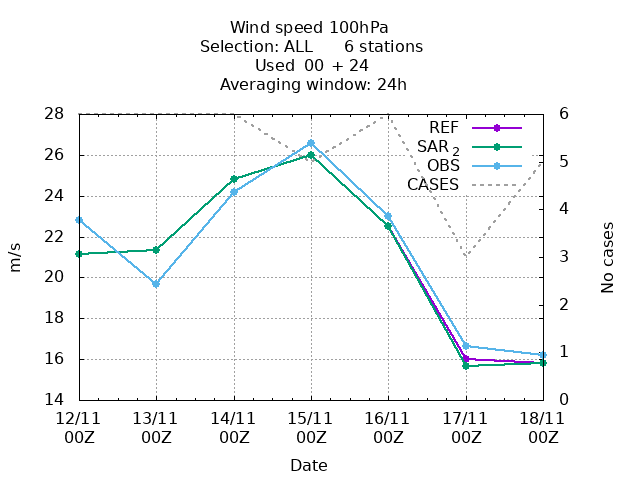 Wind speed 100hPa
Selection: ALL 6 stations
Used 00 + 24
Averaging window: 24h
28
26
24
22
20
18
16
14
m/s
6
5
4
3
2
1
0
No cases
REF
SAR 2
OBS
CASES
12/11 13/11 14/11 15/11 16/11 17/11 18/11
00Z 00Z 00Z 00Z 00Z 00Z 00Z
Date